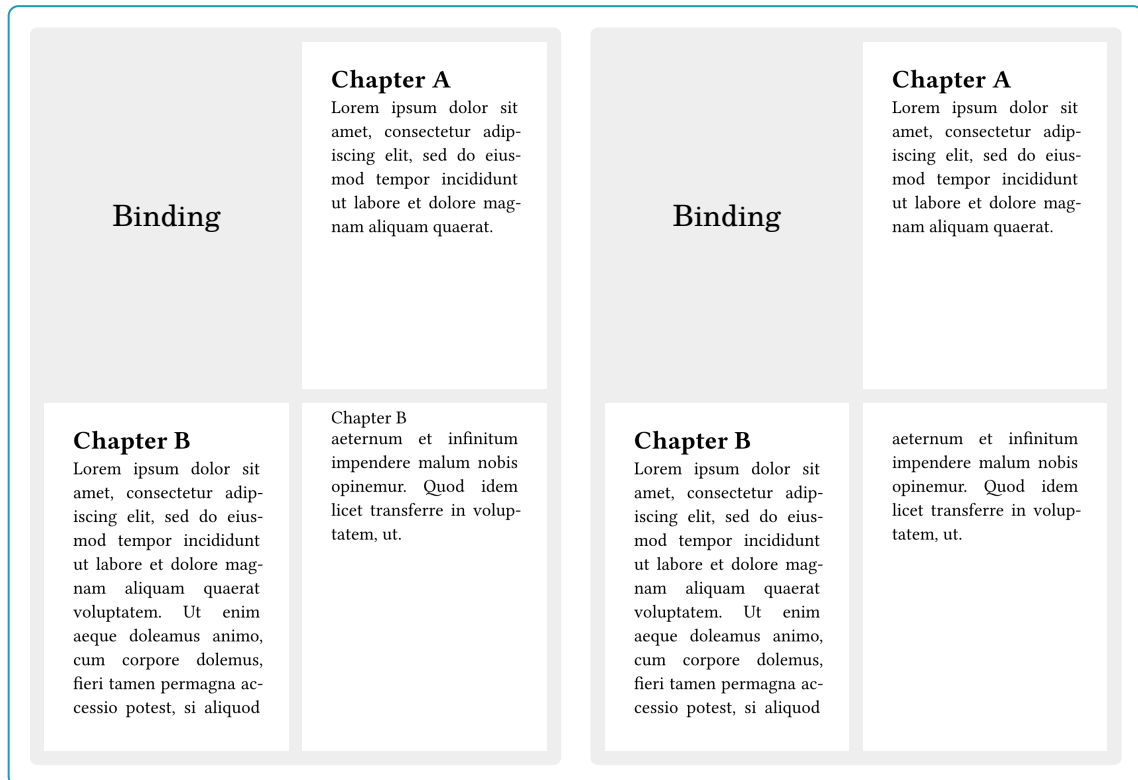 Binding
Chapter A
Lorem ipsum dolor sit
amet, consectetur adip-
iscing elit, sed do eius-
mod tempor incididunt
ut labore et dolore mag-
nam aliquam quaerat.
Chapter B
Lorem ipsum dolor sit
amet, consectetur adip-
iscing elit, sed do eius-
mod tempor incididunt
ut labore et dolore mag-
nam aliquam quaerat
voluptatem. Ut enim
aeque doleamus animo,
cum corpore dolemus,
fieri tamen permagna ac-
cessio potest, si aliquod
Chapter B
aeternum et infinitum
impendere malum nobis
opinemur. Quod idem
licet transferre in volup-
tatem, ut.
Binding
Chapter A
Lorem ipsum dolor sit
amet, consectetur adip-
iscing elit, sed do eius-
mod tempor incididunt
ut labore et dolore mag-
nam aliquam quaerat.
Chapter B
Lorem ipsum dolor sit
amet, consectetur adip-
iscing elit, sed do eius-
mod tempor incididunt
ut labore et dolore mag-
nam aliquam quaerat
voluptatem. Ut enim
aeque doleamus animo,
cum corpore dolemus,
fieri tamen permagna ac-
cessio potest, si aliquod
aeternum et infinitum
impendere malum nobis
opinemur. Quod idem
licet transferre in volup-
tatem, ut.